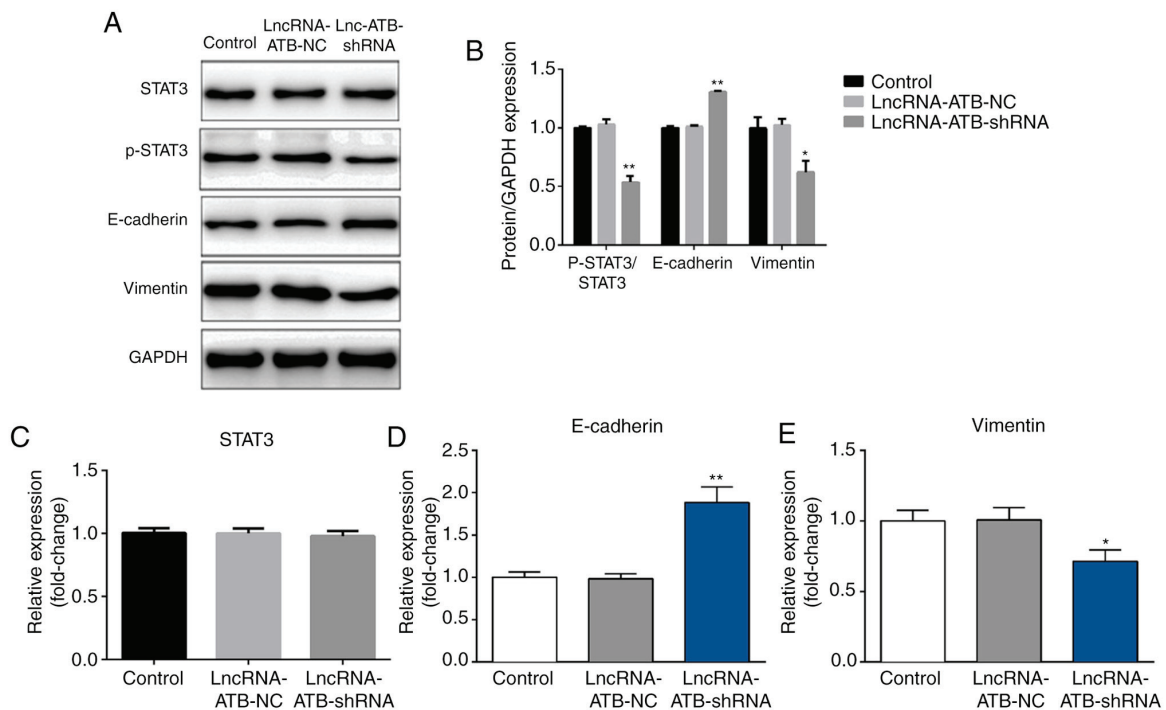 A
Control
LncRNA-
ATB-NC
Lnc-ATB-
shRNA
STAT3
p-STAT3
E-cadherin
Vimentin
GAPDH
B
Protein/GAPDH expression
1.5
1.0
0.5
0.0
**
**
*
P-STAT3/
STAT3
E-cadherin
Vimentin
Control
LncRNA-ATB-NC
LncRNA-ATB-shRNA
C
STAT3
Relative expression
(fold-change)
1.5
1.0
0.5
0.0
Control
LncRNA-
ATB-NC
LncRNA-
ATB-shRNA
D
E-cadherin
Relative expression
(fold-change)
2.5
2.0
1.5
1.0
0.5
0.0
**
Control
LncRNA-
ATB-NC
LncRNA-
ATB-shRNA
E
Vimentin
Relative expression
(fold-change)
1.5
1.0
0.5
0.0
*
Control
LncRNA-
ATB-NC
LncRNA-
ATB-shRNA